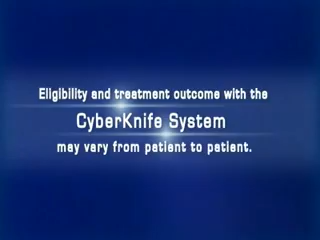 Eligibility and treatment outcome with the
CyberKnife System
may vary from patient to patient.